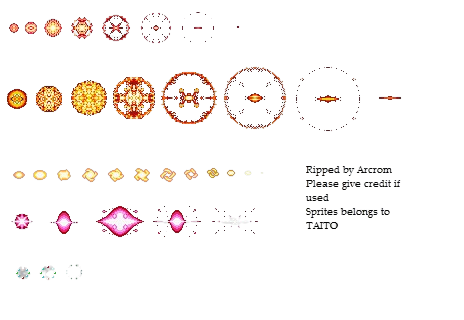 Ripped by Arcrom
Please give credit if
used
Sprites belongs to
TAITO